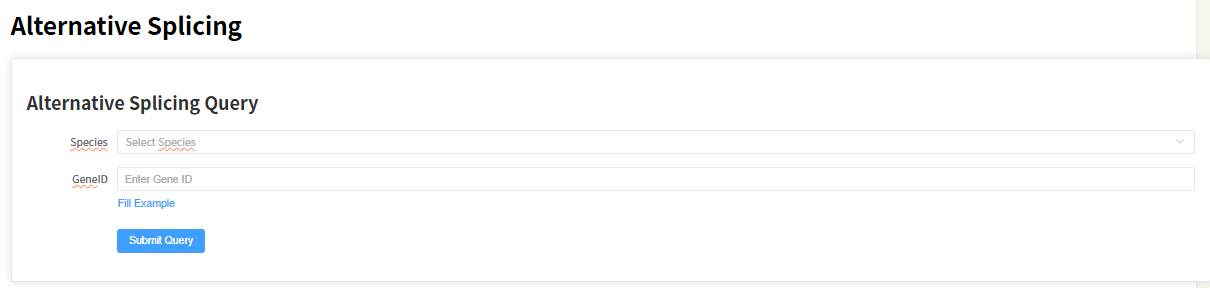 Alternative Splicing
Alternative Splicing Query
Species Select Species
GeneID Enter Gene ID
Fill Example
Submit Query